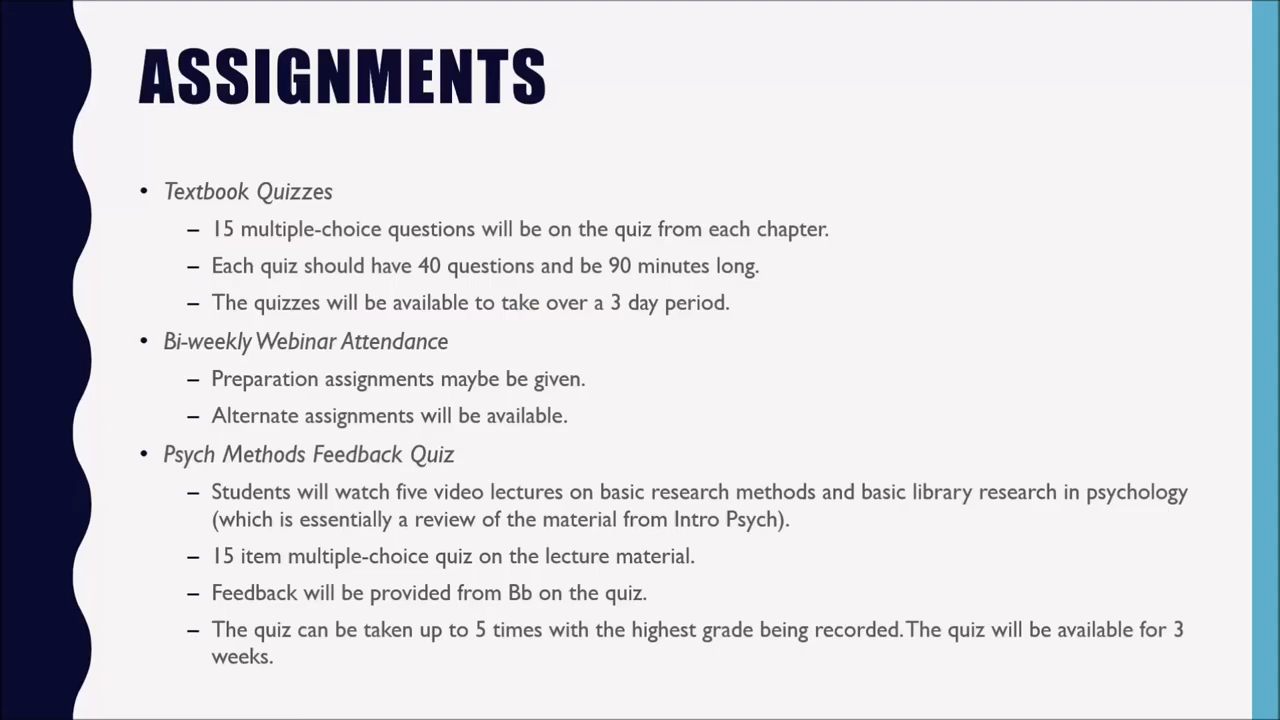 ASSIGNMENTS
• Textbook Quizzes
– 15 multiple-choice questions will be on the quiz from each chapter.
– Each quiz should have 40 questions and be 90 minutes long.
– The quizzes will be available to take over a 3 day period.
• Bi-weekly Webinar Attendance
– Preparation assignments maybe be given.
– Alternate assignments will be available.
• Psych Methods Feedback Quiz
– Students will watch five video lectures on basic research methods and basic library research in psychology
(which is essentially a review of the material from Intro Psych).
– 15 item multiple-choice quiz on the lecture material.
– Feedback will be provided from Bb on the quiz.
– The quiz can be taken up to 5 times with the highest grade being recorded. The quiz will be available for 3
weeks.